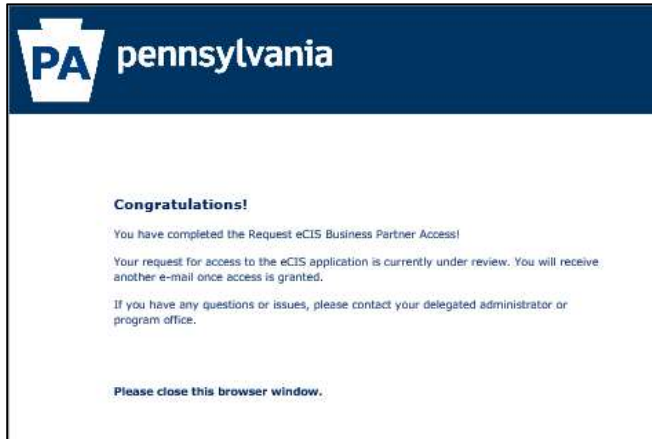 PA pennsylvania
Congratulations!
You have completed the Request eCIS Business Partner Access!
Your request for access to the eCIS application is currently under review. You will receive
another e-mail once access is granted.
If you have any questions or issues, please contact your delegated administrator or
program office.
Please close this browser window.